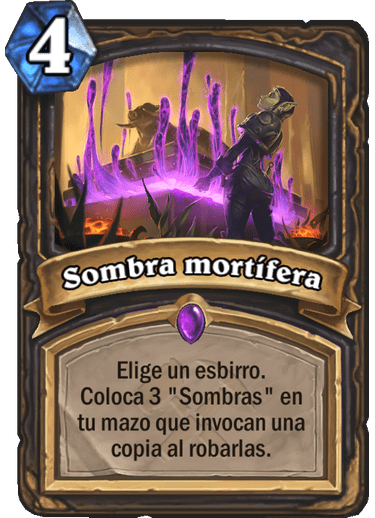 4
Sombra mortífera
Elige un esbirro.
Coloca 3 "Sombras" en
tu mazo que invocan una
copia al robarlas.